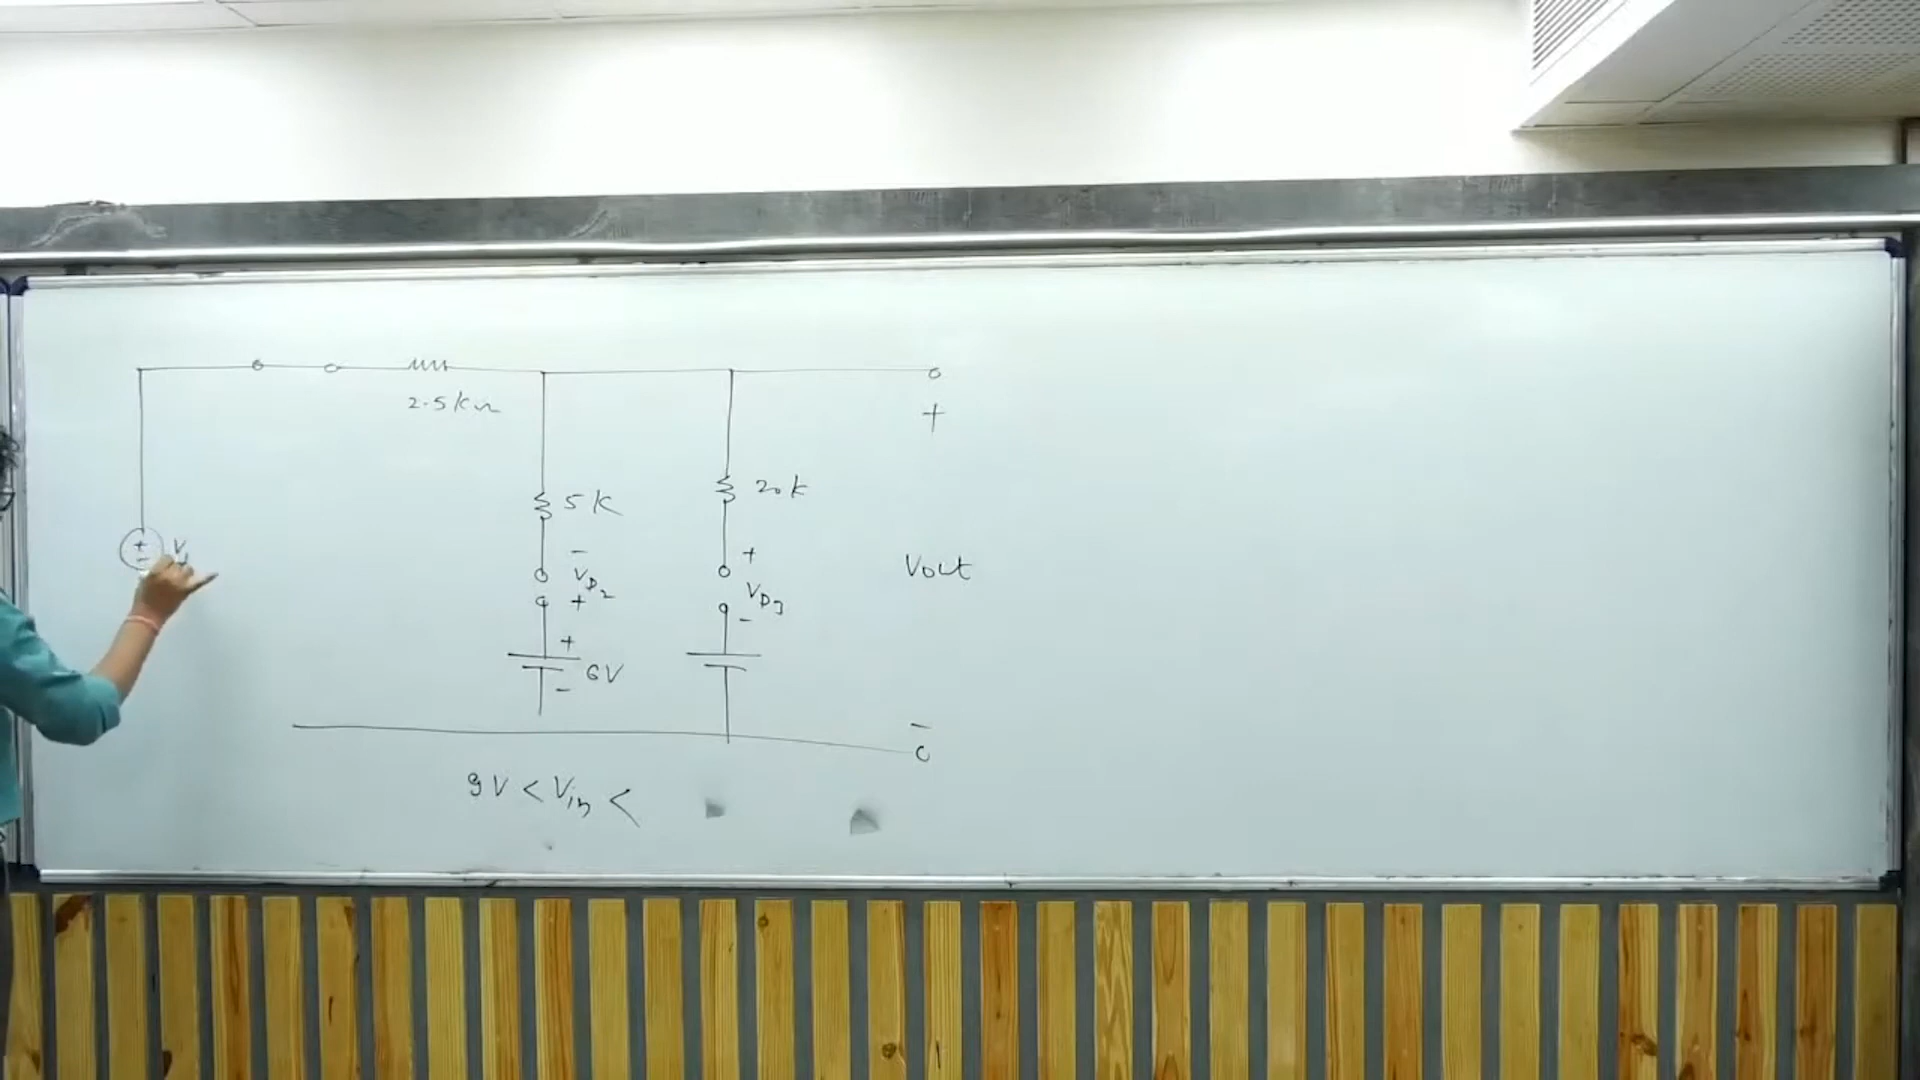 2.5KΩ
5K
20K
+
-
V
-
VD2
+
+
VD3
-
+
6V
-
+
Vout
-
9V < Vin <